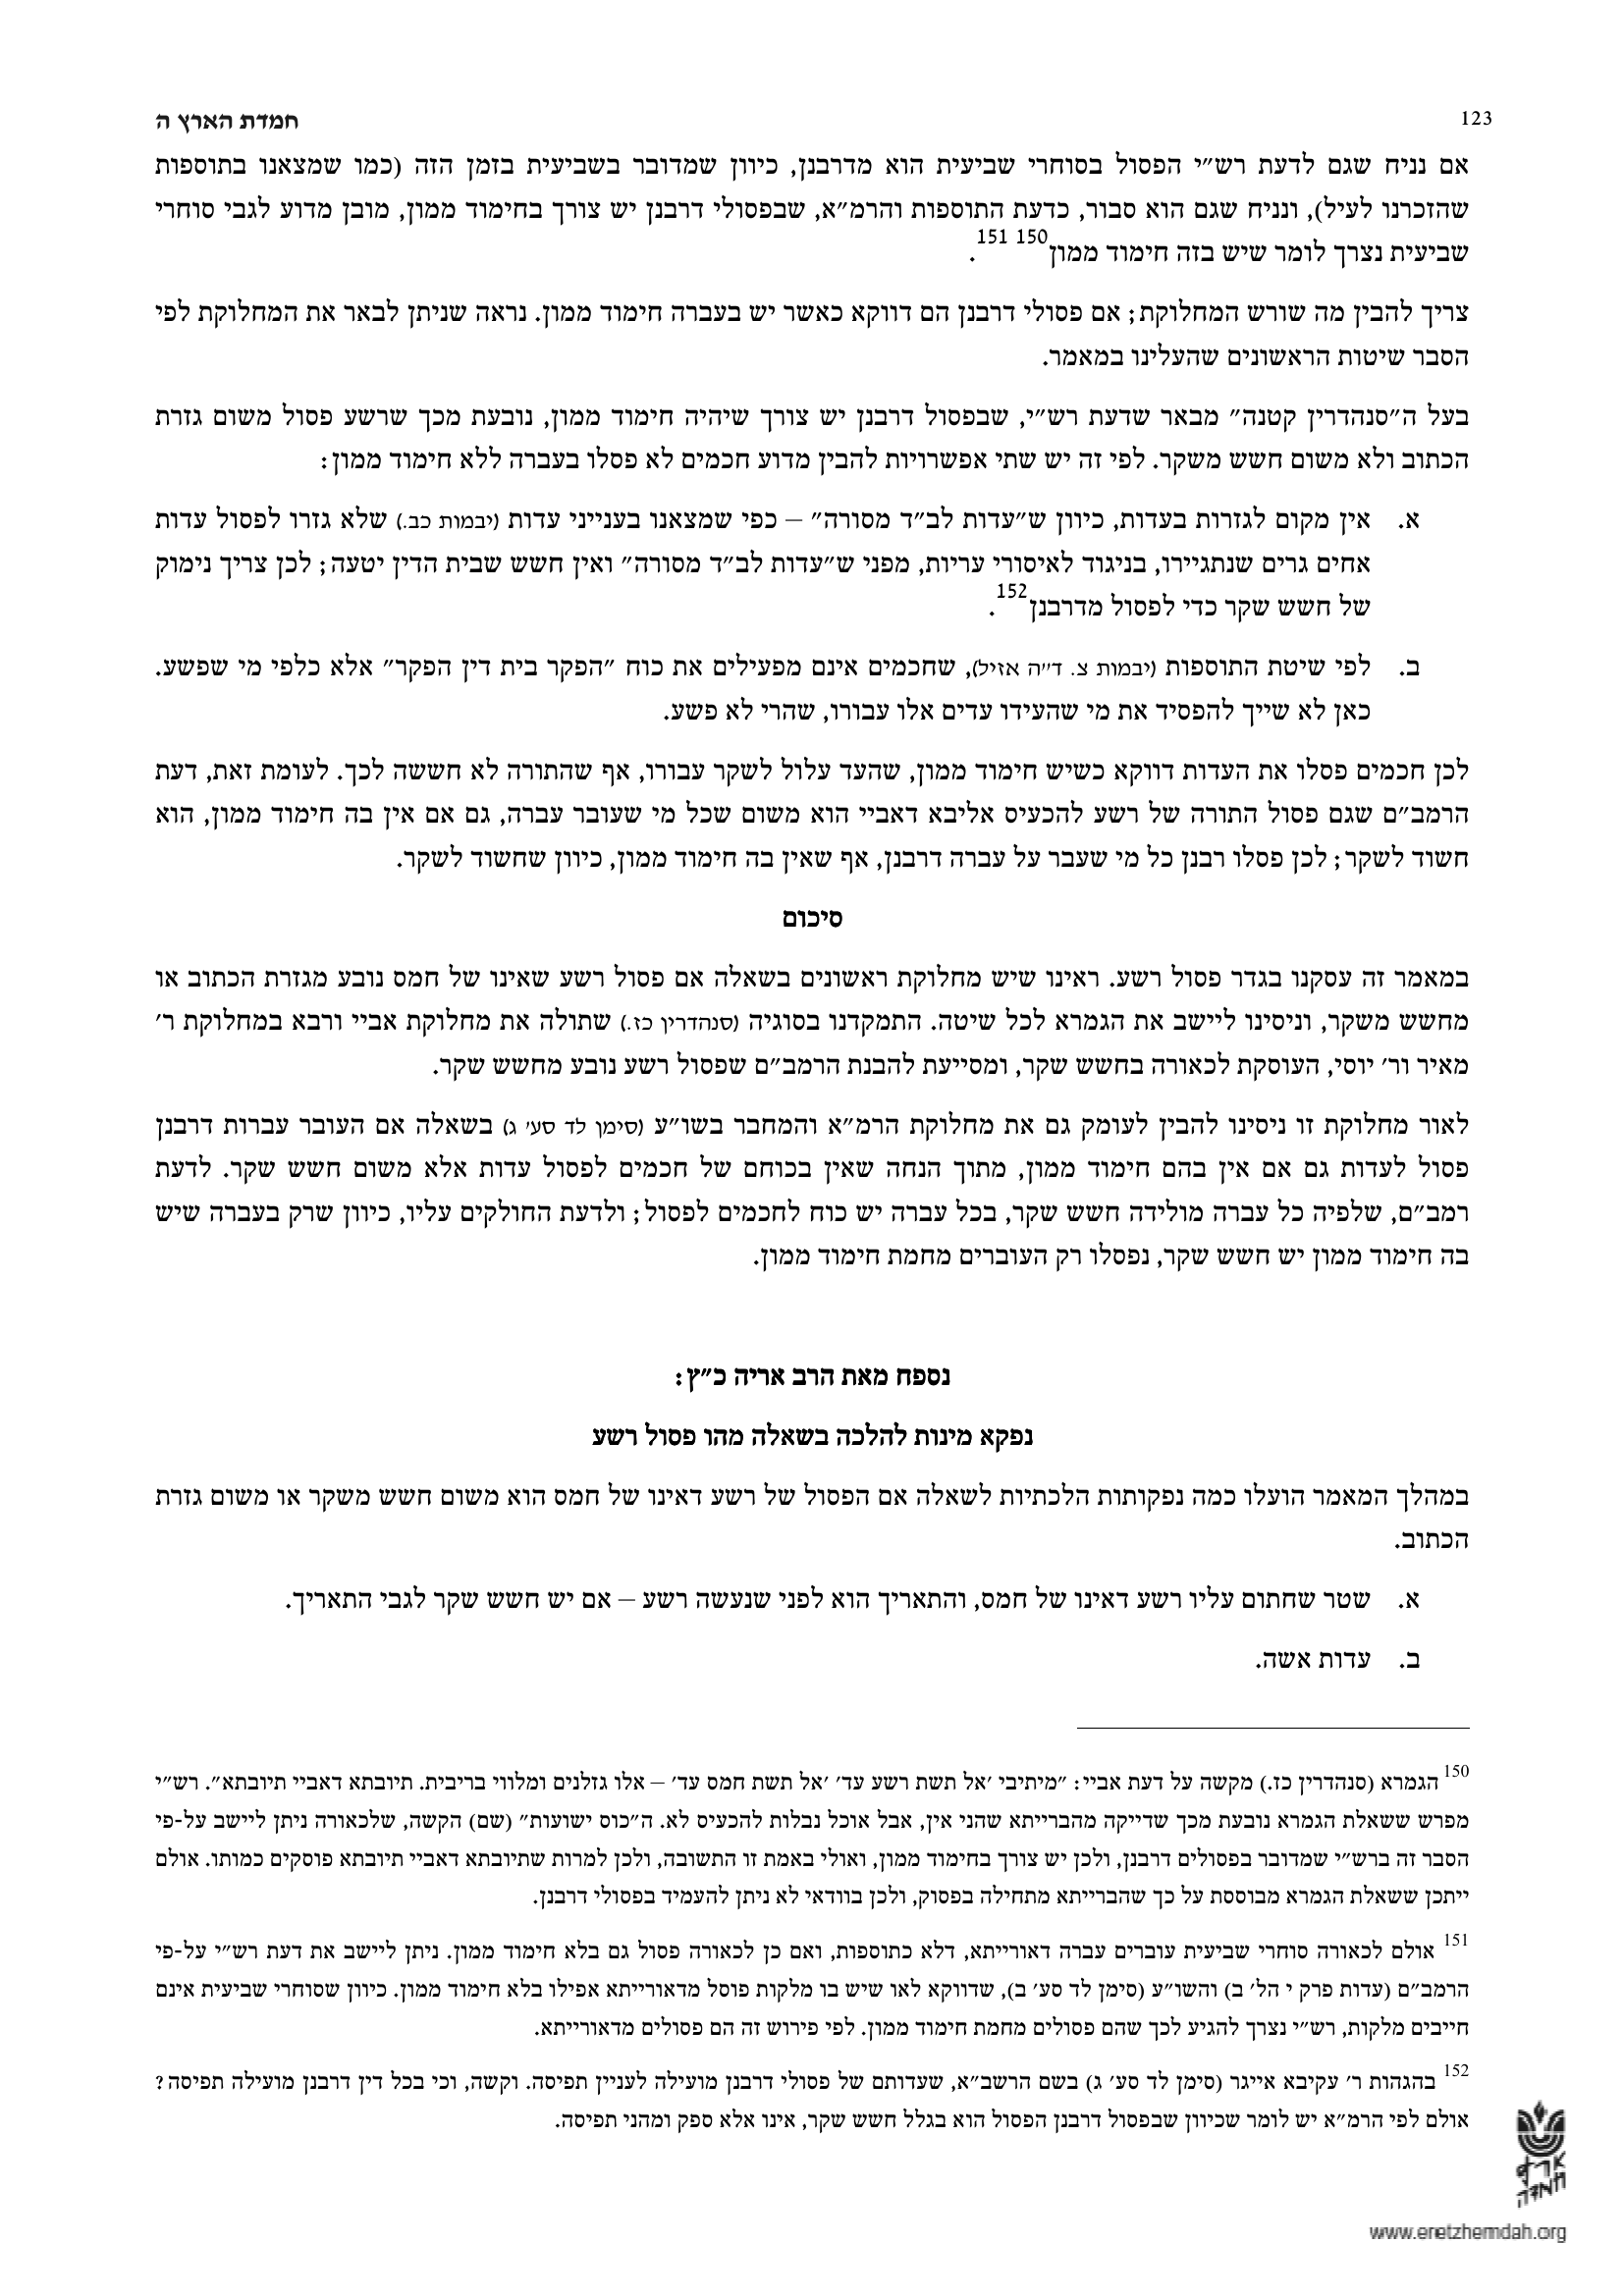 חמדת הארץ ה
123
אם נניח שגם לדעת רש״י הפסול בסוחרי שביעית הוא מדרבנן, כיוון שמדובר בשביעית בזמן הזה (כמו שמצאנו בתוספות
שהזכרנו לעיל), ונניח שגם הוא סבור, כדעת התוספות והרמ״א, שבפסולי דרבנן יש צורך בחימוד ממון, מובן מדוע לגבי סוחרי
שביעית נצרך לומר שיש בזה חימוד ממון150 151.
צריך להבין מה שורש המחלוקת; אם פסולי דרבנן הם דווקא כאשר יש בעברה חימוד ממון. נראה שניתן לבאר את המחלוקת לפי
הסבר שיטות הראשונים שהעלינו במאמר.
בעל ה״סנהדרין קטנה״ מבאר שדעת רש״י, שבפסול דרבנן יש צורך שיהיה חימוד ממון, נובעת מכך שרשע פסול משום גזרת
הכתוב ולא משום חשש משקר. לפי זה יש שתי אפשרויות להבין מדוע חכמים לא פסלו בעברה ללא חימוד ממון:
א. אין מקום לגזרות בעדות, כיוון ש״עדות לב״ד מסורה״ – כפי שמצאנו בענייני עדות (יבמות כב.) שלא גזרו לפסול עדות
אחים גרים שנתגיירו, בניגוד לאיסורי עריות, מפני ש״עדות לב״ד מסורה״ ואין חשש שבית הדין יטעה; לכן צריך נימוק
של חשש שקר כדי לפסול מדרבנן152.
ב. לפי שיטת התוספות (יבמות צ. ד״ה אזיל), שחכמים אינם מפעילים את כוח ״הפקר בית דין הפקר״ אלא כלפי מי שפשע.
כאן לא שייך להפסיד את מי שהעידו עדים אלו עבורו, שהרי לא פשע.
לכן חכמים פסלו את העדות דווקא כשיש חימוד ממון, שהעד עלול לשקר עבורו, אף שהתורה לא חששה לכך. לעומת זאת, דעת
הרמב״ם שגם פסול התורה של רשע להכעיס אליבא דאביי הוא משום שכל מי שעובר עברה, גם אם אין בה חימוד ממון, הוא
חשוד לשקר; לכן פסלו רבנן כל מי שעבר על עברה דרבנן, אף שאין בה חימוד ממון, כיוון שחשוד לשקר.
סיכום
במאמר זה עסקנו בגדר פסול רשע. ראינו שיש מחלוקת ראשונים בשאלה אם פסול רשע שאינו של חמס נובע מגזרת הכתוב או
מחשש משקר, וניסינו ליישב את הגמרא לכל שיטה. התמקדנו בסוגיה (סנהדרין כז.) שתולה את מחלוקת אביי ורבא במחלוקת ר׳
מאיר ור׳ יוסי, העוסקת לכאורה בחשש שקר, ומסייעת להבנת הרמב״ם שפסול רשע נובע מחשש שקר.
לאור מחלוקת זו ניסינו להבין לעומק גם את מחלוקת הרמ״א והמחבר בשו״ע (סימן לד סע׳ ג) בשאלה אם העובר עברות דרבנן
פסול לעדות גם אם אין בהם חימוד ממון, מתוך הנחה שאין בכוחם של חכמים לפסול עדות אלא משום חשש שקר. לדעת
רמב״ם, שלפיה כל עברה מולידה חשש שקר, בכל עברה יש כוח לחכמים לפסול; ולדעת החולקים עליו, כיוון שרק בעברה שיש
בה חימוד ממון יש חשש שקר, נפסלו רק העוברים מחמת חימוד ממון.
נספח מאת הרב אריה כ״ץ:
נפקא מינות להלכה בשאלה מהו פסול רשע
במהלך המאמר הועלו כמה נפקותות הלכתיות לשאלה אם הפסול של רשע דאינו של חמס הוא משום חשש משקר או משום גזרת
הכתוב.
א. שטר שחתום עליו רשע דאינו של חמס, והתאריך הוא לפני שנעשה רשע – אם יש חשש שקר לגבי התאריך.
ב. עדות אשה.
150 הגמרא (סנהדרין כז.) מקשה על דעת אביי: ״מיתיבי ׳אל תשת רשע עד׳ ׳אל תשת חמס עד׳ – אלו גזלנים ומלווי בריבית. תיובתא דאביי תיובתא״. רש״י
מפרש ששאלת הגמרא נובעת מכך שדייקה מהברייתא שהני אין, אבל אוכל נבלות להכעיס לא. ה״כוס ישועות״ (שם) הקשה, שלכאורה ניתן ליישב על-פי
הסבר זה ברש״י שמדובר בפסולים דרבנן, ולכן יש צורך בחימוד ממון, ואולי באמת זו התשובה, ולכן למרות שתיובתא דאביי תיובתא פוסקים כמותו. אולם
ייתכן ששאלת הגמרא מבוססת על כך שהברייתא מתחילה בפסוק, ולכן בוודאי לא ניתן להעמיד בפסולי דרבנן.
151 אולם לכאורה סוחרי שביעית עוברים עברה דאורייתא, דלא כתוספות, ואם כן לכאורה פסול גם בלא חימוד ממון. ניתן ליישב את דעת רש״י על-פי
הרמב״ם (עדות פרק י הל׳ ב) והשו״ע (סימן לד סע׳ ב), שדווקא לאו שיש בו מלקות פוסל מדאורייתא אפילו בלא חימוד ממון. כיוון שסוחרי שביעית אינם
חייבים מלקות, רש״י נצרך להגיע לכך שהם פסולים מחמת חימוד ממון. לפי פירוש זה הם פסולים מדאורייתא.
152 בהגהות ר׳ עקיבא אייגר (סימן לד סע׳ ג) בשם הרשב״א, שעדותם של פסולי דרבנן מועילה לעניין תפיסה. וקשה, וכי בכל דין דרבנן מועילה תפיסה?
אולם לפי הרמ״א יש לומר שכיוון שבפסול דרבנן הפסול הוא בגלל חשש שקר, אינו אלא ספק ומהני תפיסה.
ארץ
חמדה
www.eretzhemdah.org